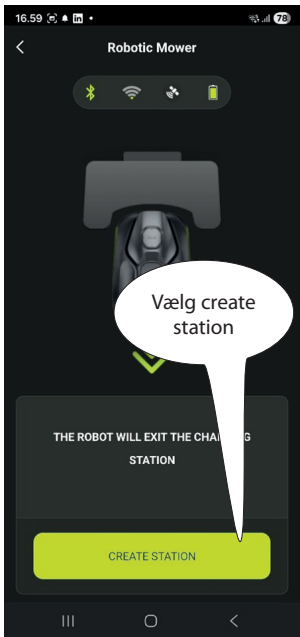 16.59
78
Robotic Mower
Vælg create
station
THE ROBOT WILL EXIT THE CHA G
STATION
CREATE STATION